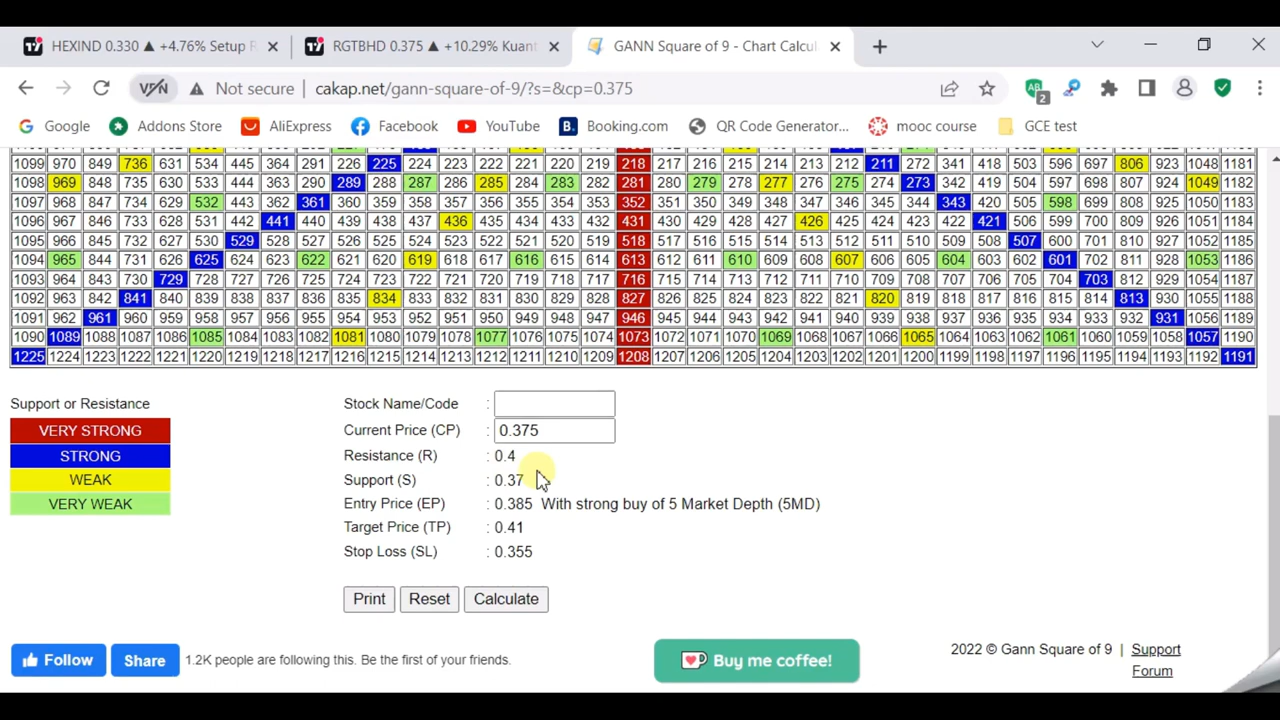 HEXIND 0.330 ▲ +4.76% Setup R
RGTBHD 0.375 ▲ +10.29% Kuant
GANN Square of 9 - Chart Calcul
VPN
Not secure
cakap.net/gann-square-of-9/?s=&cp=0.375
2
Google Addons Store AliExpress Facebook YouTube B. Booking.com QR Code Generator... mooc course GCE test
1099 970 849 736 631 534 445 364 291 226 225 224 223 222 221 220 219 218 217 216 215 214 213 212 211 272 341 418 503 596 697 806 923 1048 1181
1098 969 848 735 630 533 444 363 290 289 288 287 286 285 284 283 282 281 280 279 278 277 276 275 274 273 342 419 504 597 698 807 924 1049 1182
1097 968 847 734 629 532 443 362 361 360 359 358 357 356 355 354 353 352 351 350 349 348 347 346 345 344 343 420 505 598 699 808 925 1050 1183
1096 967 846 733 628 531 442 441 440 439 438 437 436 435 434 433 432 431 430 429 428 427 426 425 424 423 422 421 506 599 700 809 926 1051 1184
1095 966 845 732 627 530 529 528 527 526 525 524 523 522 521 520 519 518 517 516 515 514 513 512 511 510 509 508 507 600 701 810 927 1052 1185
1094 965 844 731 626 625 624 623 622 621 620 619 618 617 616 615 614 613 612 611 610 609 608 607 606 605 604 603 602 601 702 811 928 1053 1186
1093 964 843 730 729 728 727 726 725 724 723 722 721 720 719 718 717 716 715 714 713 712 711 710 709 708 707 706 705 704 703 812 929 1054 1187
1092 963 842 841 840 839 838 837 836 835 834 833 832 831 830 829 828 827 826 825 824 823 822 821 820 819 818 817 816 815 814 813 930 1055 1188
1091 962 961 960 959 958 957 956 955 954 953 952 951 950 949 948 947 946 945 944 943 942 941 940 939 938 937 936 935 934 933 932 931 1056 1189
1090 1089 1088 1087 1086 1085 1084 1083 1082 1081 1080 1079 1078 1077 1076 1075 1074 1073 1072 1071 1070 1069 1068 1067 1066 1065 1064 1063 1062 1061 1060 1059 1058 1057 1190
1225 1224 1223 1222 1221 1220 1219 1218 1217 1216 1215 1214 1213 1212 1211 1210 1209 1208 1207 1206 1205 1204 1203 1202 1201 1200 1199 1198 1197 1196 1195 1194 1193 1192 1191
Support or Resistance
VERY STRONG
STRONG
WEAK
VERY WEAK
Stock Name/Code :
Current Price (CP) : 0.375
Resistance (R) : 0.4
Support (S) : 0.37
Entry Price (EP) : 0.385 With strong buy of 5 Market Depth (5MD)
Target Price (TP) : 0.41
Stop Loss (SL) : 0.355
Print Reset Calculate
Follow Share 1.2K people are following this. Be the first of your friends.
Buy me coffee!
2022 © Gann Square of 9 | Support
Forum